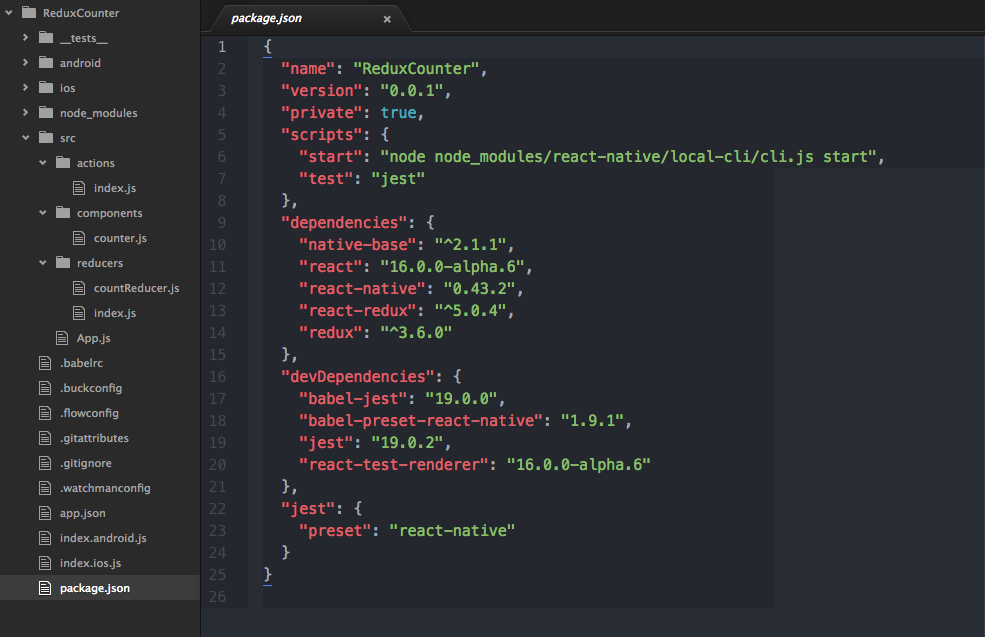 ReduxCounter
__tests__
android
ios
node_modules
src
actions
index.js
components
counter.js
reducers
countReducer.js
index.js
App.js
.babelrc
.buckconfig
.flowconfig
.gitattributes
.gitignore
.watchmanconfig
app.json
index.android.js
index.ios.js
package.json
package.json ×
1 {
2 "name": "ReduxCounter",
3 "version": "0.0.1",
4 "private": true,
5 "scripts": {
6 "start": "node node_modules/react-native/local-cli/cli.js start",
7 "test": "jest"
8 },
9 "dependencies": {
10 "native-base": "^2.1.1",
11 "react": "16.0.0-alpha.6",
12 "react-native": "0.43.2",
13 "react-redux": "^5.0.4",
14 "redux": "^3.6.0"
15 },
16 "devDependencies": {
17 "babel-jest": "19.0.0",
18 "babel-preset-react-native": "1.9.1",
19 "jest": "19.0.2",
20 "react-test-renderer": "16.0.0-alpha.6"
21 },
22 "jest": {
23 "preset": "react-native"
24 }
25 }
26